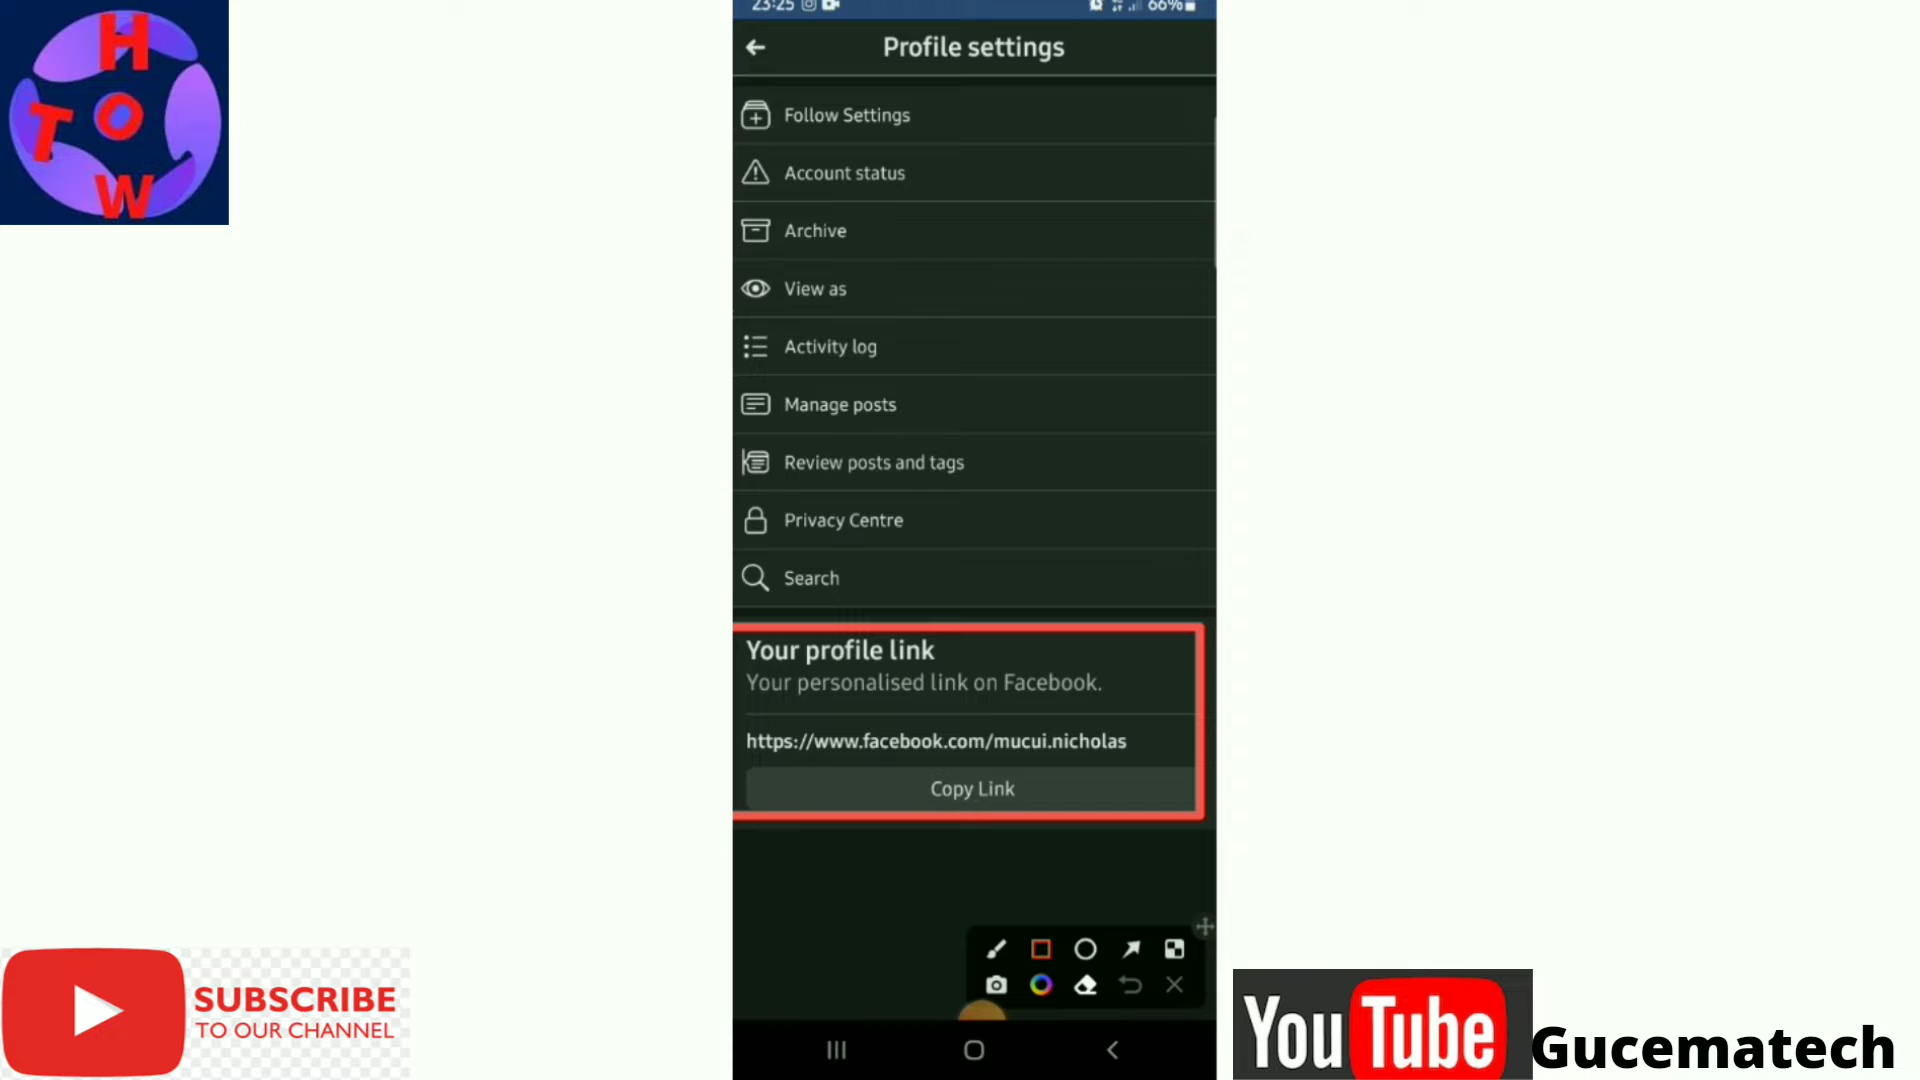 23:25 66%
Profile settings
H
T O
W
Follow Settings
Account status
Archive
View as
Activity log
Manage posts
Review posts and tags
Privacy Centre
Search
Your profile link
Your personalised link on Facebook.
https://www.facebook.com/mucui.nicholas
Copy Link
SUBSCRIBE
TO OUR CHANNEL
YouTube Gucematech